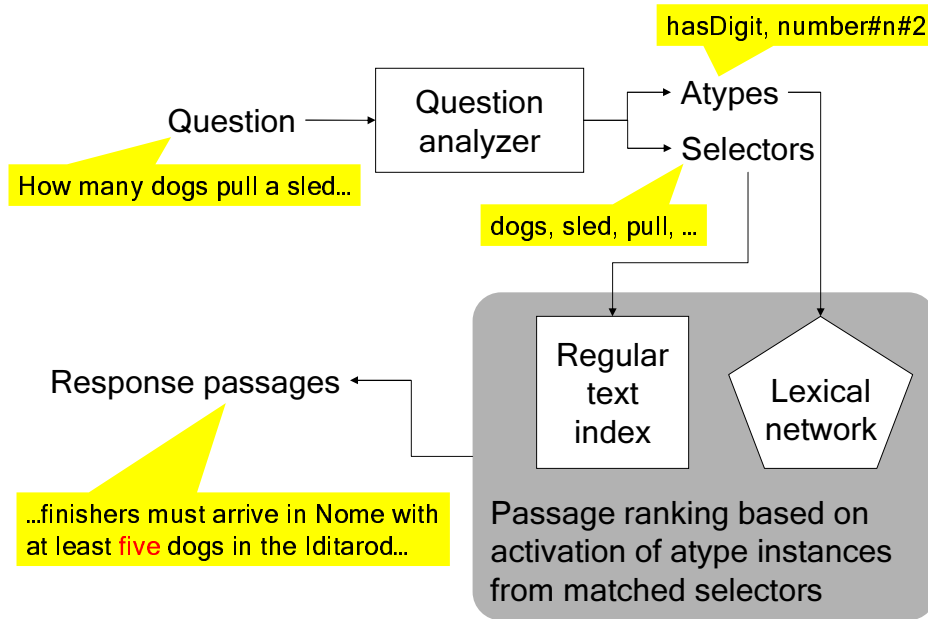 hasDigit, number#n#2
Question
analyzer
Atypes
Question
Selectors
How many dogs pull a sled...
dogs, sled, pull, ...
Regular
text
index
Lexical
network
Response passages
...finishers must arrive in Nome with
at least five dogs in the Iditarod...
Passage ranking based on
activation of atype instances
from matched selectors